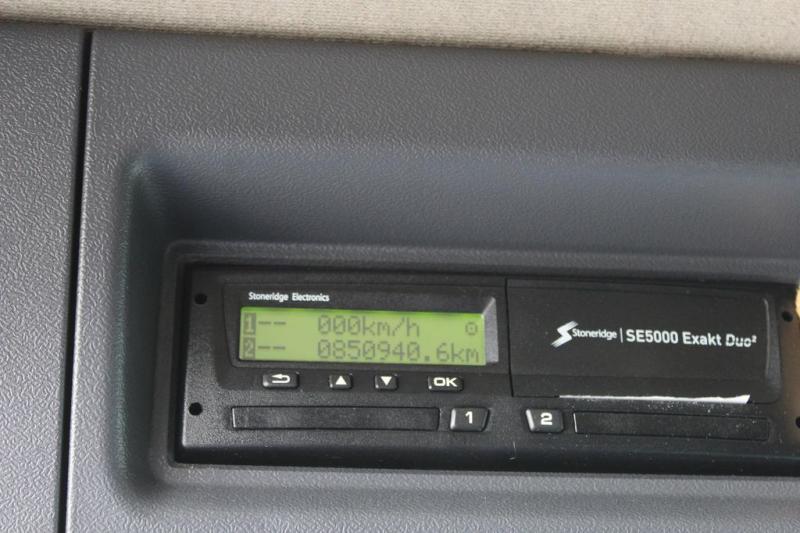 Stoneridge Electronics
1-- 000km/h
2-- 0850940.6km
OK
1 2
Stoneridge | SE5000 Exakt Duo²